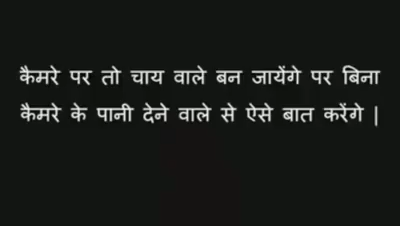 कैमरे पर तो चाय वाले बन जायेंगे पर बिना
कैमरे के पानी देने वाले से ऐसे बात करेंगे |